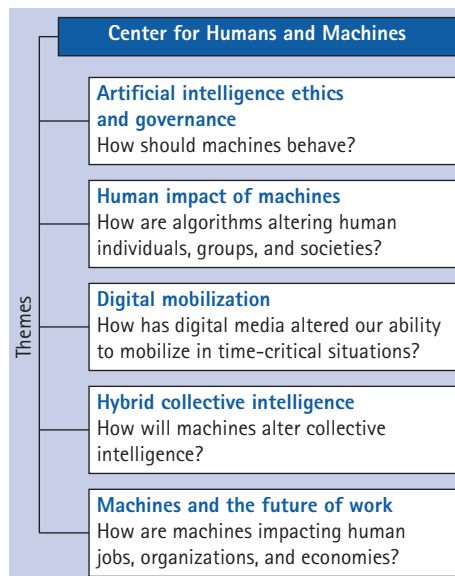 Center for Humans and Machines
Themes
Artificial intelligence ethics
and governance
How should machines behave?
Human impact of machines
How are algorithms altering human
individuals, groups, and societies?
Digital mobilization
How has digital media altered our ability
to mobilize in time-critical situations?
Hybrid collective intelligence
How will machines alter collective
intelligence?
Machines and the future of work
How are machines impacting human
jobs, organizations, and economies?